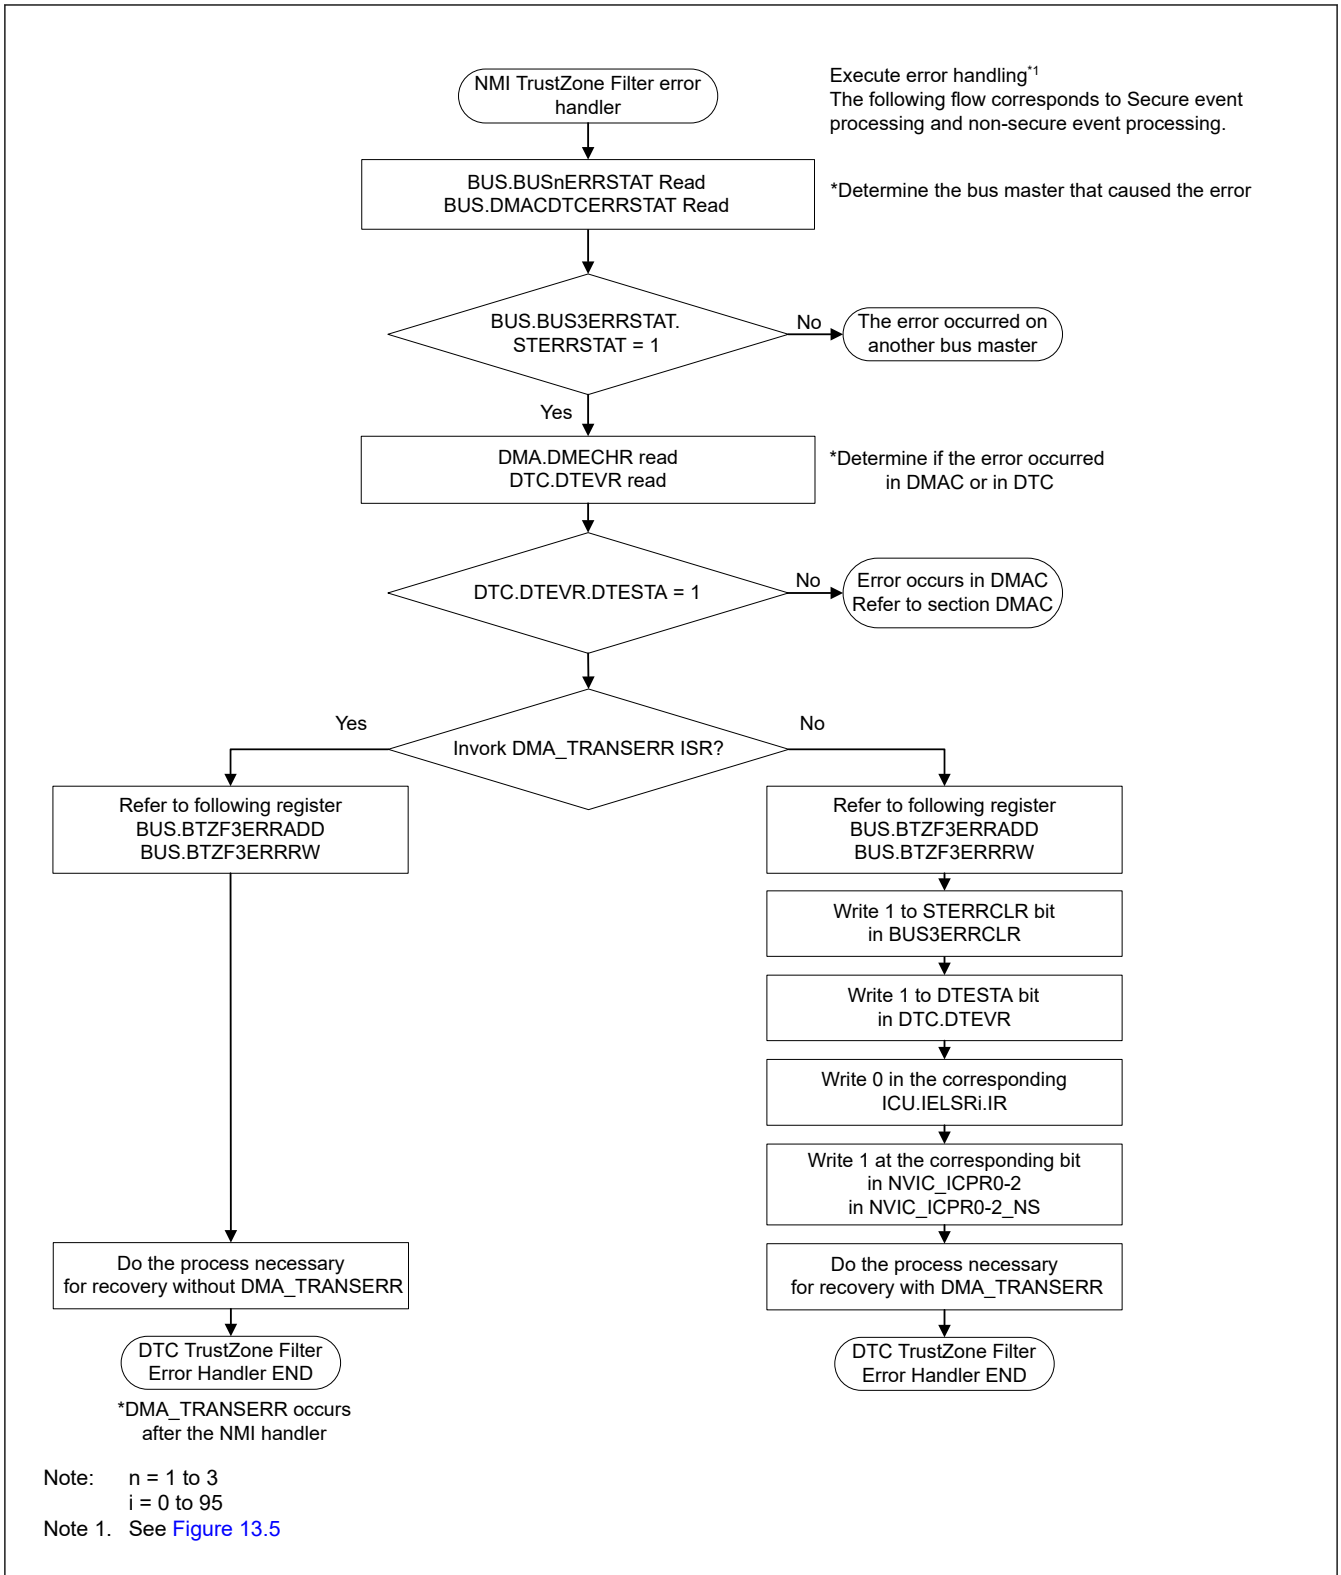 NMI TrustZone Filter error
handler
Execute error handling*1
The following flow corresponds to Secure event
processing and non-secure event processing.
BUS.BUSnERRSTAT Read
BUS.DMACDTCERRSTAT Read
*Determine the bus master that caused the error
BUS.BUS3ERRSTAT.
STERRSTAT = 1
No
The error occurred on
another bus master
Yes
DMA.DMECHR read
DTC.DTEVR read
*Determine if the error occurred
in DMAC or in DTC
DTC.DTEVR.DTESTA = 1
No
Error occurs in DMAC
Refer to section DMAC
Yes
Invork DMA_TRANSERR ISR?
No
Refer to following register
BUS.BTZF3ERRADD
BUS.BTZF3ERRRW
Refer to following register
BUS.BTZF3ERRADD
BUS.BTZF3ERRRW
Write 1 to STERRCLR bit
in BUS3ERRCLR
Write 1 to DTESTA bit
in DTC.DTEVR
Write 0 in the corresponding
ICU.IELSRi.IR
Write 1 at the corresponding bit
in NVIC_ICPR0-2
in NVIC_ICPR0-2_NS
Do the process necessary
for recovery without DMA_TRANSERR
Do the process necessary
for recovery with DMA_TRANSERR
DTC TrustZone Filter
Error Handler END
DTC TrustZone Filter
Error Handler END
*DMA_TRANSERR occurs
after the NMI handler
Note: n = 1 to 3
i = 0 to 95
Note 1. See Figure 13.5